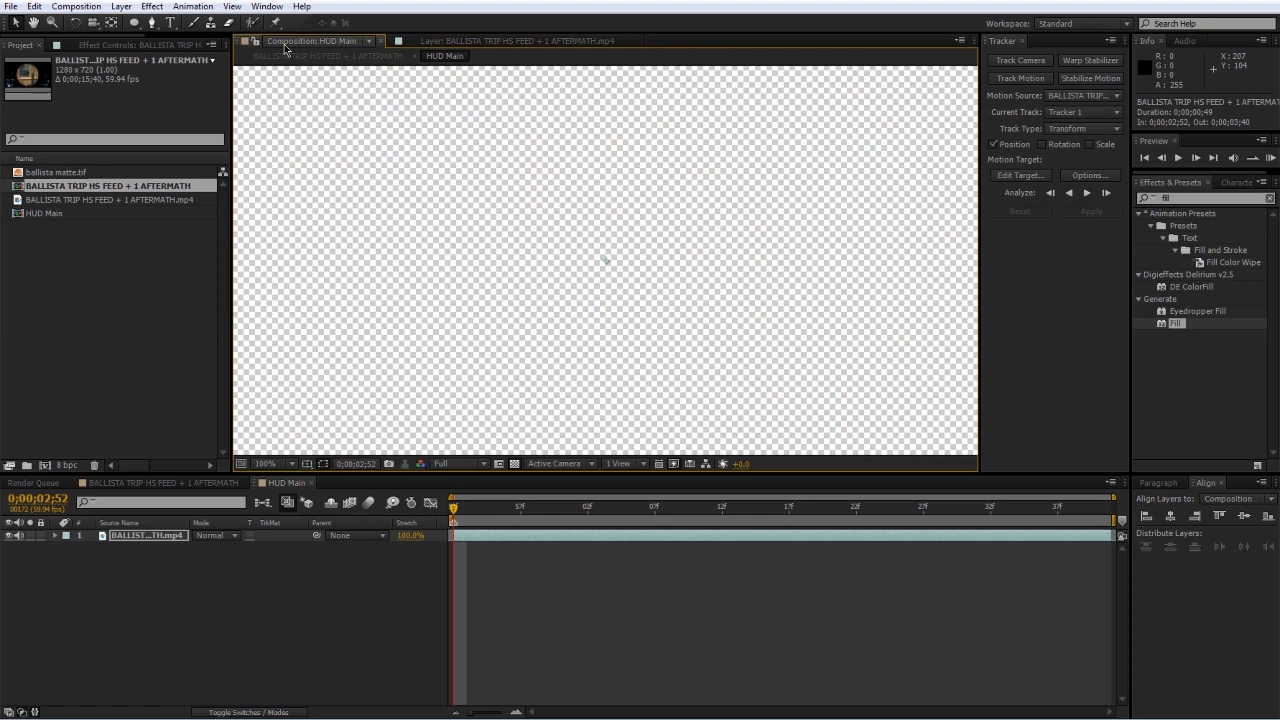 File Edit Composition Layer Effect Animation View Window Help
Workspace: Standard
Search Help
Project
Effect Controls: BALLISTA TRIP H
Composition: HUD Main
Layer: BALLISTA TRIP HS FEED + 1 AFTERMATH.mp4
Tracker
Info
Audio
BALLIST...IP HS FEED + 1 AFTERMATH
1280 x 720 (1.00)
Δ 0;00;15;40, 59.94 fps
BALLISTA TRIP HS FEED + 1 AFTERMATH
HUD Main
Track Camera
Warp Stabilizer
Track Motion
Stabilize Motion
Motion Source: BALLISTA TRIP...
Current Track: Tracker 1
Track Type: Transform
Position
Rotation
Scale
Motion Target:
Edit Target...
Options...
Analyze:
Reset
Apply
R: 0
G: 0
B: 0
A: 255
X: 207
Y: 104
BALLISTA TRIP HS FEED + 1 AFTERMATH
Duration: 0;00;00;49
In: 0;00;02;52, Out: 0;00;03;40
Preview
Effects & Presets
Characte
fill
* Animation Presets
Presets
Text
Fill and Stroke
Fill Color Wipe
Digieffects Delirium v2.5
DE ColorFill
Generate
Eyedropper Fill
Fill
Name
ballista matte.tif
BALLISTA TRIP HS FEED + 1 AFTERMATH
BALLISTA TRIP HS FEED + 1 AFTERMATH.mp4
HUD Main
8 bpc
100%
0;00;02;52
Full
Active Camera
1 View
+0.0
Render Queue
BALLISTA TRIP HS FEED + 1 AFTERMATH
HUD Main
0;00;02;52
00172 (59.94 fps)
# Source Name Mode T TrkMat Parent Stretch
1 BALLIST...TH.mp4 Normal None 100.0%
57f 02f 07f 12f 17f 22f 27f 32f 37f
Toggle Switches / Modes
Paragraph
Align
Align Layers to: Composition
Distribute Layers: